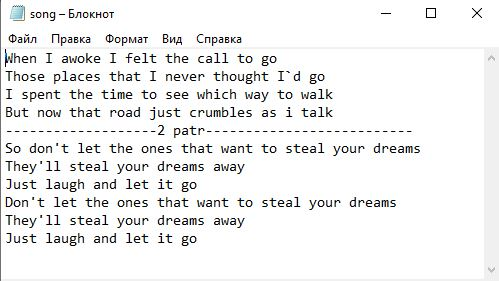 song – Блокнот
Файл Правка Формат Вид Справка
When I awoke I felt the call to go
Those places that I never thought I`d go
I spent the time to see which way to walk
But now that road just crumbles as i talk
-------------------2 patr--------------------------
So don't let the ones that want to steal your dreams
They'll steal your dreams away
Just laugh and let it go
Don't let the ones that want to steal your dreams
They'll steal your dreams away
Just laugh and let it go